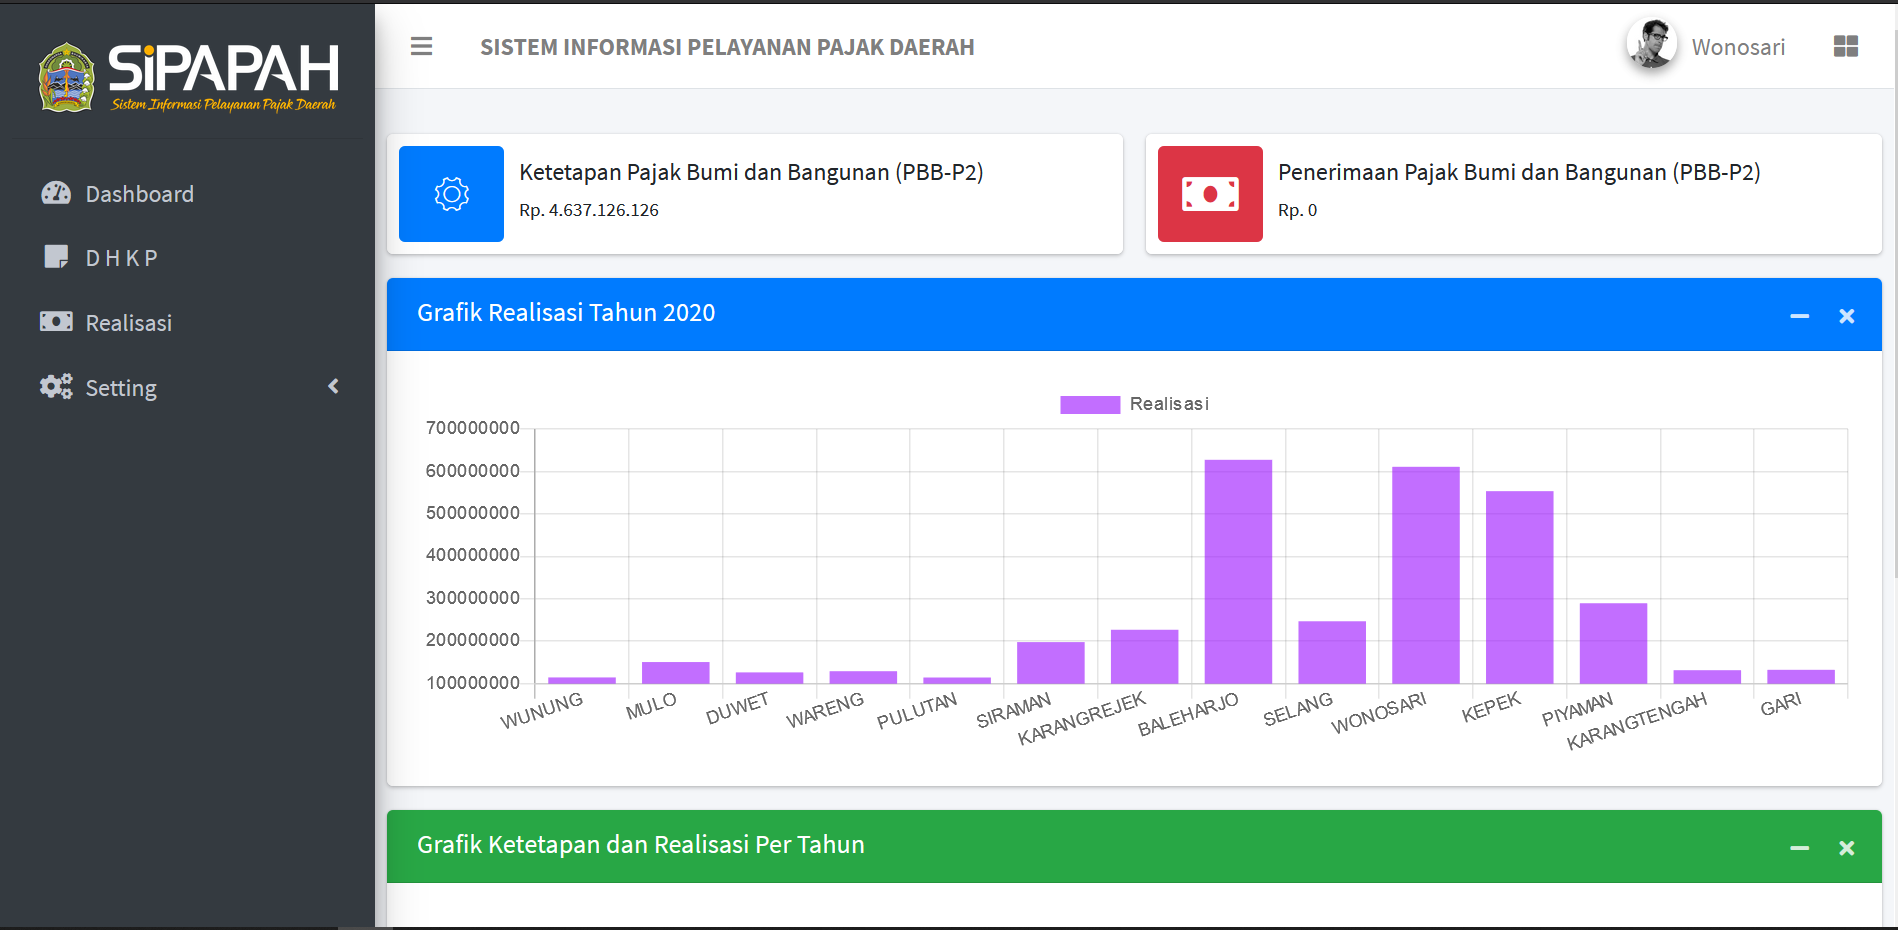 SiPAPAH
Sistem Informasi Pelayanan Pajak Daerah
SISTEM INFORMASI PELAYANAN PAJAK DAERAH
Wonosari
Dashboard
D H K P
Realisasi
Setting
Ketetapan Pajak Bumi dan Bangunan (PBB-P2)
Rp. 4.637.126.126
Penerimaan Pajak Bumi dan Bangunan (PBB-P2)
Rp. 0
Grafik Realisasi Tahun 2020
Realisasi
700000000
600000000
500000000
400000000
300000000
200000000
100000000
WUNUNG
MULO
DUWET
WARENG
PULUTAN
SIRAMAN
KARANGREJEK
BALEHARJO
SELANG
WONOSARI
KEPEK
PIYAMAN
KARANGTENGAH
GARI
Grafik Ketetapan dan Realisasi Per Tahun